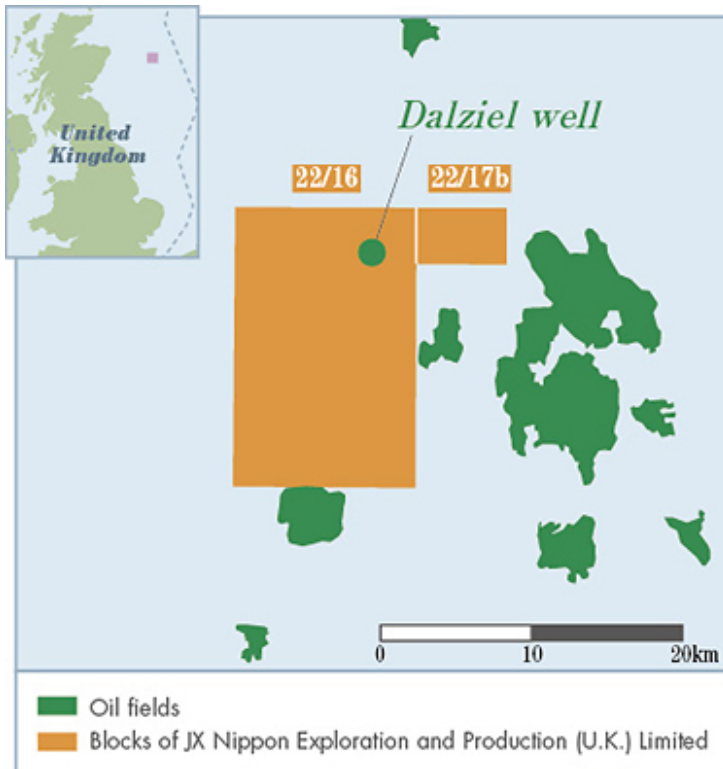 United
Kingdom
Dalziel well
22/16
22/17b
0 10 20km
Oil fields
Blocks of JX Nippon Exploration and Production (U.K.) Limited